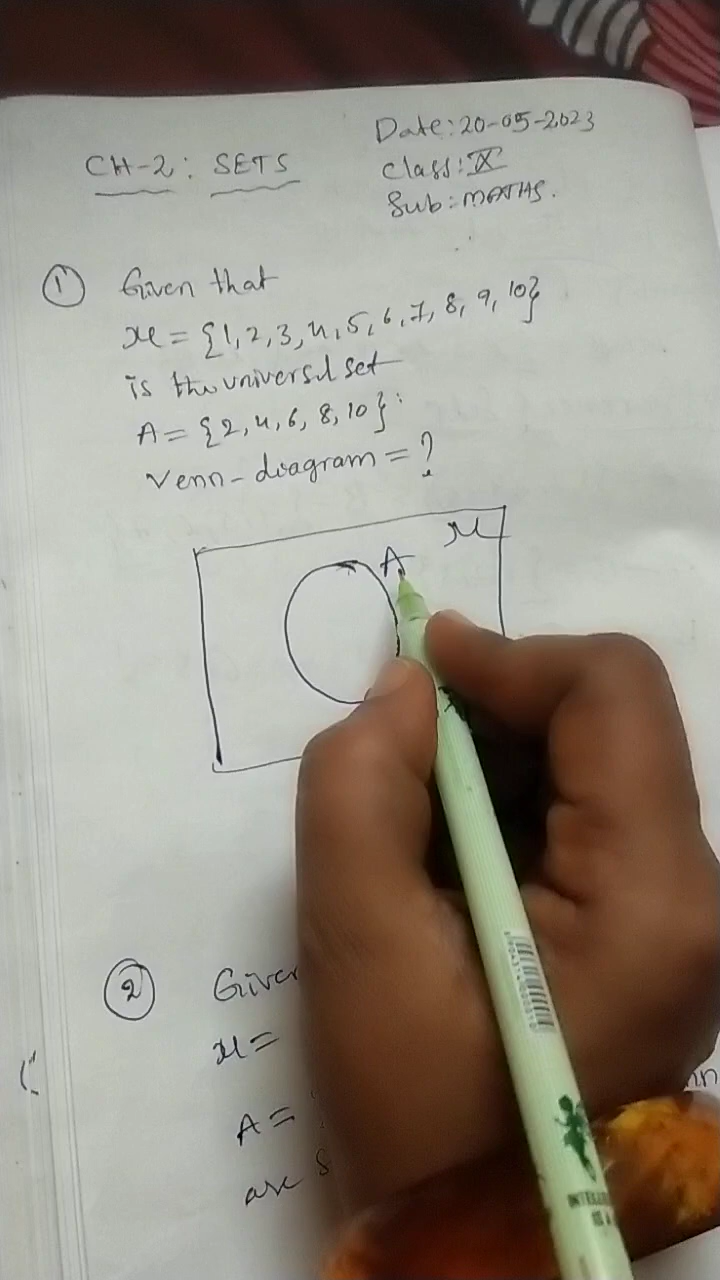 CH-2: SETS
Date: 20-05-2023
Class: X
Sub: MATHS.
① Given that
μ = {1, 2, 3, 4, 5, 6, 7, 8, 9, 10}
is the universal set
A = {2, 4, 6, 8, 10}:
Venn-diagram = ?
μ
A
②
μ =
A =
are